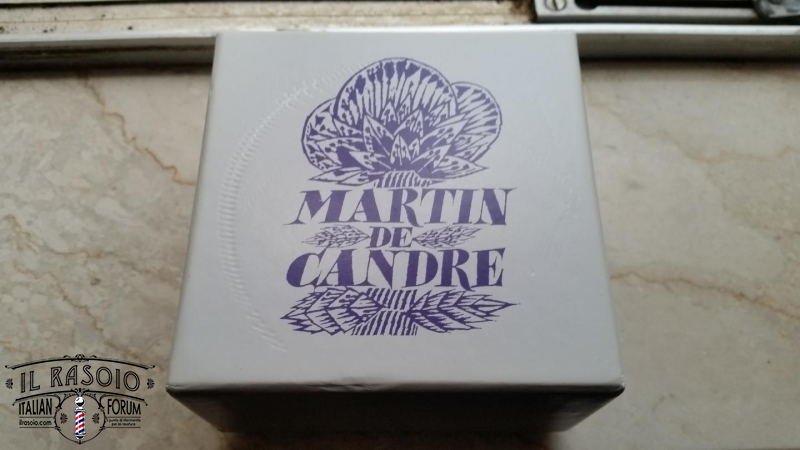 MARTIN
DE
CANDRE
IL RASOIO
ITALIAN FORUM
ilrasoio.com